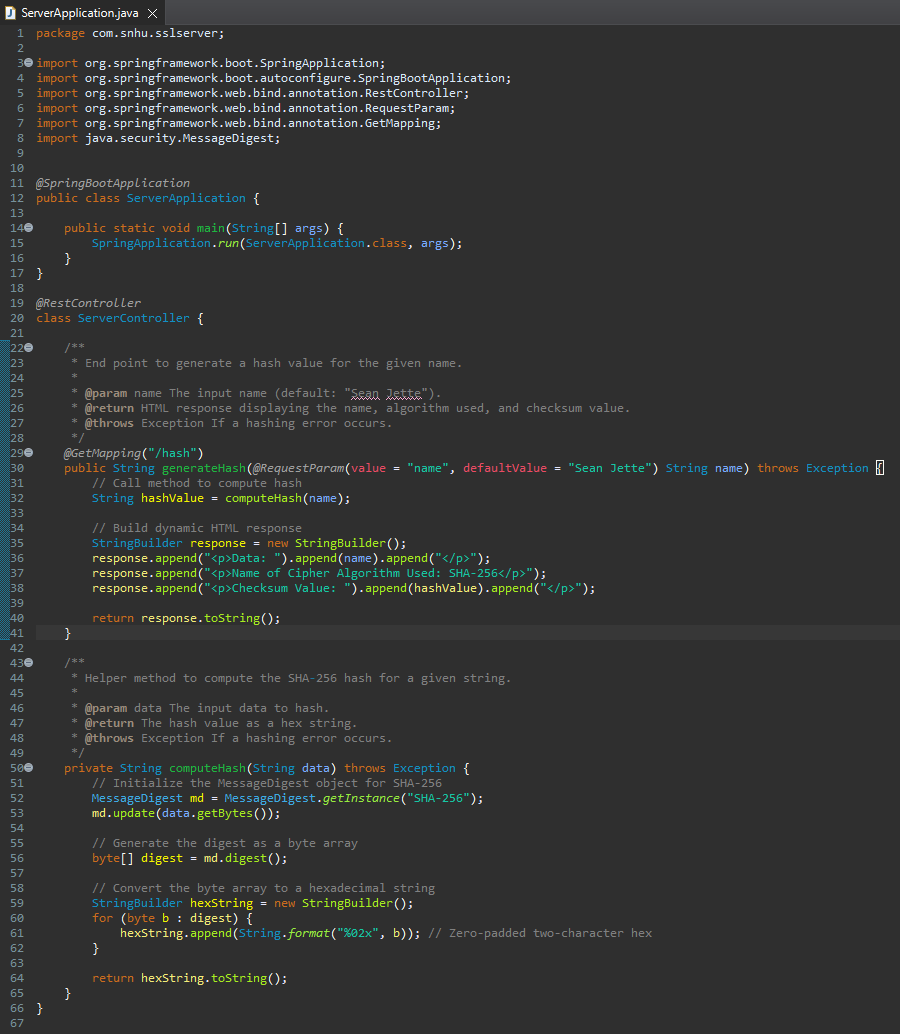 ServerApplication.java
1 package com.snhu.sslserver;
2
3 import org.springframework.boot.SpringApplication;
4 import org.springframework.boot.autoconfigure.SpringBootApplication;
5 import org.springframework.web.bind.annotation.RestController;
6 import org.springframework.web.bind.annotation.RequestParam;
7 import org.springframework.web.bind.annotation.GetMapping;
8 import java.security.MessageDigest;
9
10
11 @SpringBootApplication
12 public class ServerApplication {
13
14     public static void main(String[] args) {
15         SpringApplication.run(ServerApplication.class, args);
16     }
17 }
18
19 @RestController
20 class ServerController {
21
22     /**
23      * End point to generate a hash value for the given name.
24      *
25      * @param name The input name (default: "Sean Jette").
26      * @return HTML response displaying the name, algorithm used, and checksum value.
27      * @throws Exception If a hashing error occurs.
28      */
29     @GetMapping("/hash")
30     public String generateHash(@RequestParam(value = "name", defaultValue = "Sean Jette") String name) throws Exception {
31         // Call method to compute hash
32         String hashValue = computeHash(name);
33
34         // Build dynamic HTML response
35         StringBuilder response = new StringBuilder();
36         response.append("<p>Data: ").append(name).append("</p>");
37         response.append("<p>Name of Cipher Algorithm Used: SHA-256</p>");
38         response.append("<p>Checksum Value: ").append(hashValue).append("</p>");
39
40         return response.toString();
41     }
42
43     /**
44      * Helper method to compute the SHA-256 hash for a given string.
45      *
46      * @param data The input data to hash.
47      * @return The hash value as a hex string.
48      * @throws Exception If a hashing error occurs.
49      */
50     private String computeHash(String data) throws Exception {
51         // Initialize the MessageDigest object for SHA-256
52         MessageDigest md = MessageDigest.getInstance("SHA-256");
53         md.update(data.getBytes());
54
55         // Generate the digest as a byte array
56         byte[] digest = md.digest();
57
58         // Convert the byte array to a hexadecimal string
59         StringBuilder hexString = new StringBuilder();
60         for (byte b : digest) {
61             hexString.append(String.format("%02x", b)); // Zero-padded two-character hex
62         }
63
64         return hexString.toString();
65     }
66 }
67